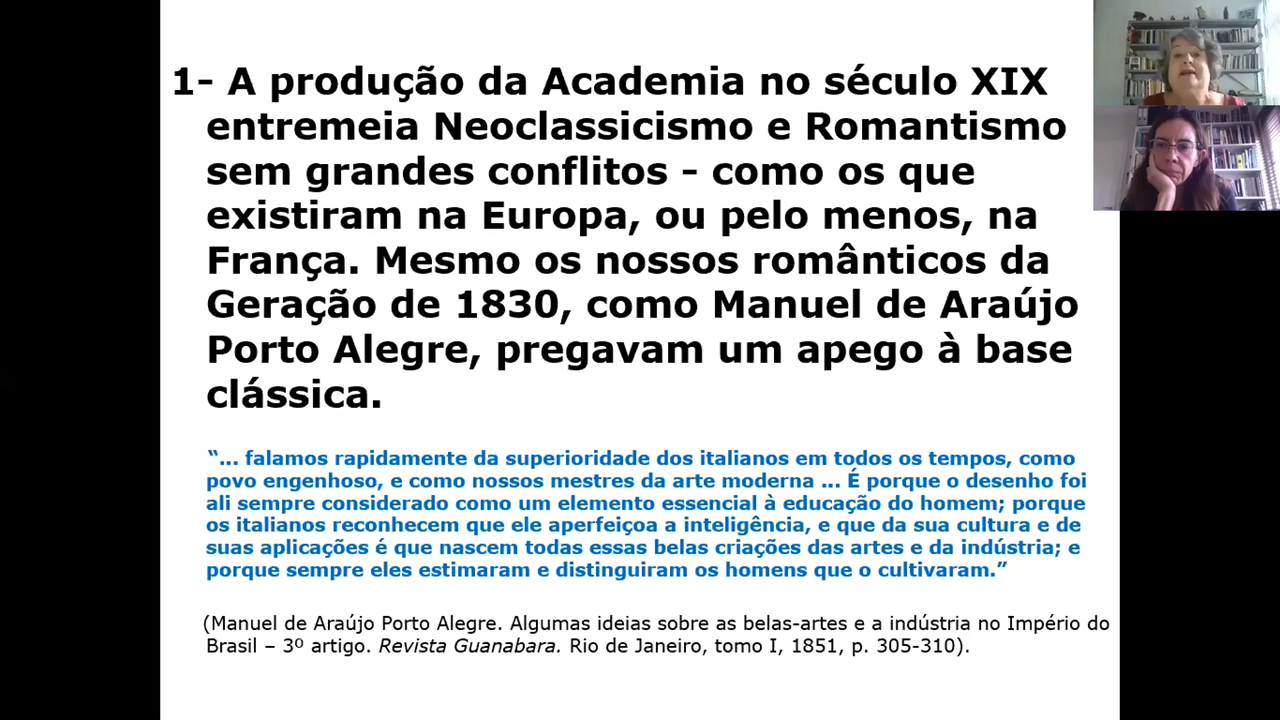 1- A produção da Academia no século XIX
entremeia Neoclassicismo e Romantismo
sem grandes conflitos - como os que
existiram na Europa, ou pelo menos, na
França. Mesmo os nossos românticos da
Geração de 1830, como Manuel de Araújo
Porto Alegre, pregavam um apego à base
clássica.
“... falamos rapidamente da superioridade dos italianos em todos os tempos, como
povo engenhoso, e como nossos mestres da arte moderna ... É porque o desenho foi
ali sempre considerado como um elemento essencial à educação do homem; porque
os italianos reconhecem que ele aperfeiçoa a inteligência, e que da sua cultura e de
suas aplicações é que nascem todas essas belas criações das artes e da indústria; e
porque sempre eles estimaram e distinguiram os homens que o cultivaram.”
(Manuel de Araújo Porto Alegre. Algumas ideias sobre as belas-artes e a indústria no Império do
Brasil – 3º artigo. Revista Guanabara. Rio de Janeiro, tomo I, 1851, p. 305-310).